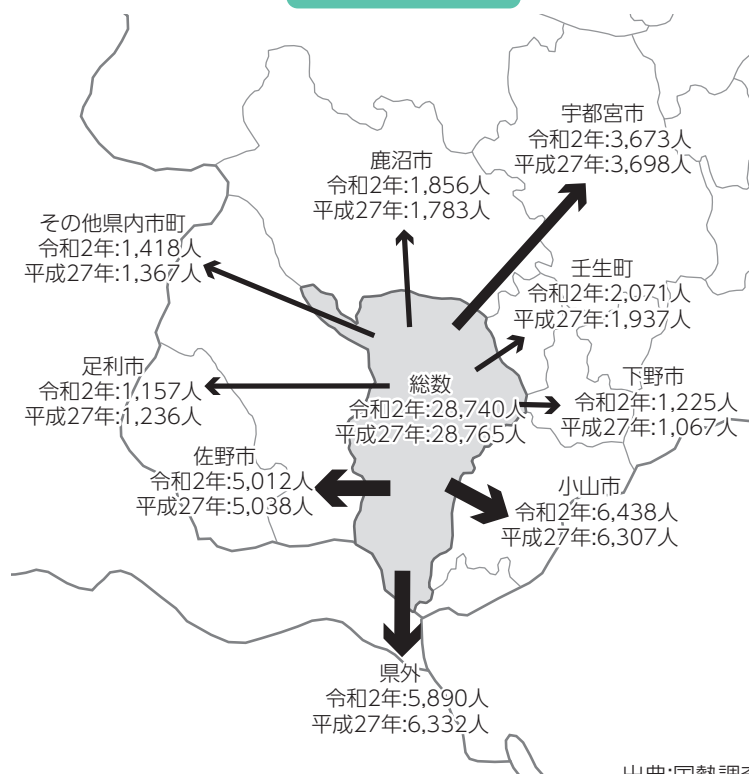 宇都宮市
令和2年:3,673人
平成27年:3,698人
鹿沼市
令和2年:1,856人
平成27年:1,783人
その他県内市町
令和2年:1,418人
平成27年:1,367人
壬生町
令和2年:2,071人
平成27年:1,937人
足利市
令和2年:1,157人
平成27年:1,236人
総数
令和2年:28,740人
平成27年:28,765人
下野市
令和2年:1,225人
平成27年:1,067人
佐野市
令和2年:5,012人
平成27年:5,038人
小山市
令和2年:6,438人
平成27年:6,307人
県外
令和2年:5,890人
平成27年:6,332人
出典:国勢調査